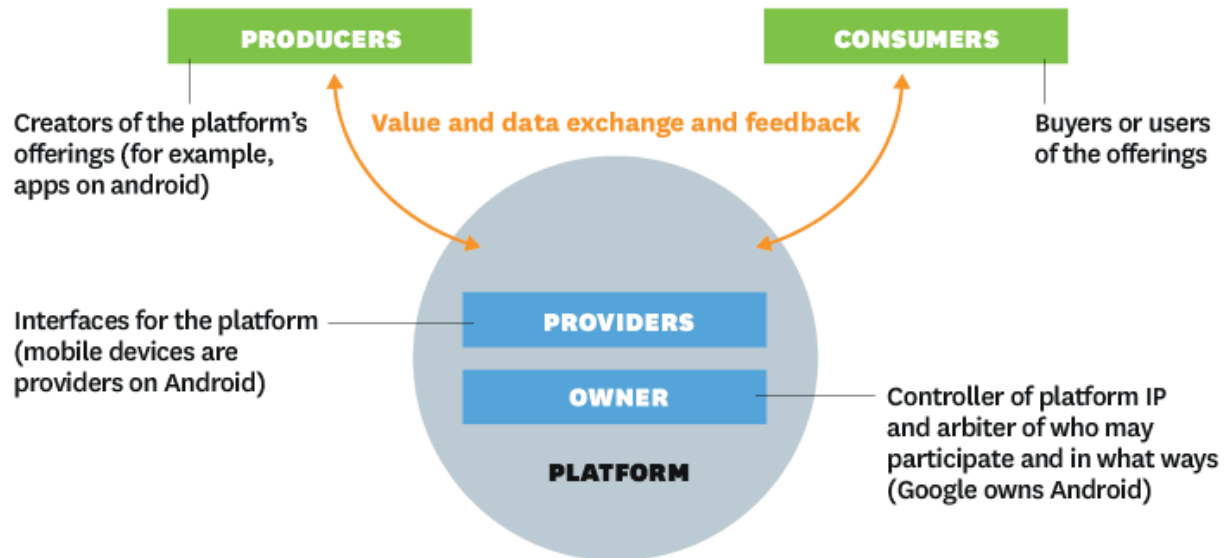 PRODUCERS
CONSUMERS
Creators of the platform's
offerings (for example,
apps on android)
Value and data exchange and feedback
Buyers or users
of the offerings
Interfaces for the platform
(mobile devices are
providers on Android)
PROVIDERS
OWNER
Controller of platform IP
and arbiter of who may
participate and in what ways
(Google owns Android)
PLATFORM